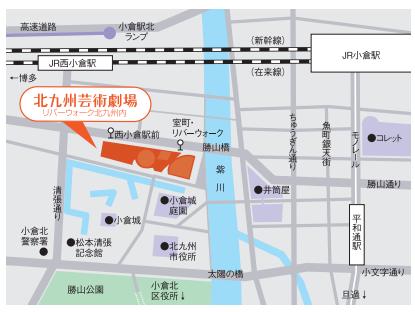 高速道路
小倉駅北
ランプ
(新幹線)
JR小倉駅
JR西小倉駅
(在来線)
←博多
北九州芸術劇場
リバーウォーク北九州内
室町・
リバーウォーク
西小倉駅前
勝山橋
紫川
ちゅうぎん通り
魚町銀天街
モノレール
コレット
清張通り
井筒屋
勝山通り
小倉城
庭園
小倉城
平和通駅
小倉北
警察署
松本清張
記念館
北九州
市役所
太陽の橋
小文字通り
勝山公園
小倉北
区役所↓
旦過↓